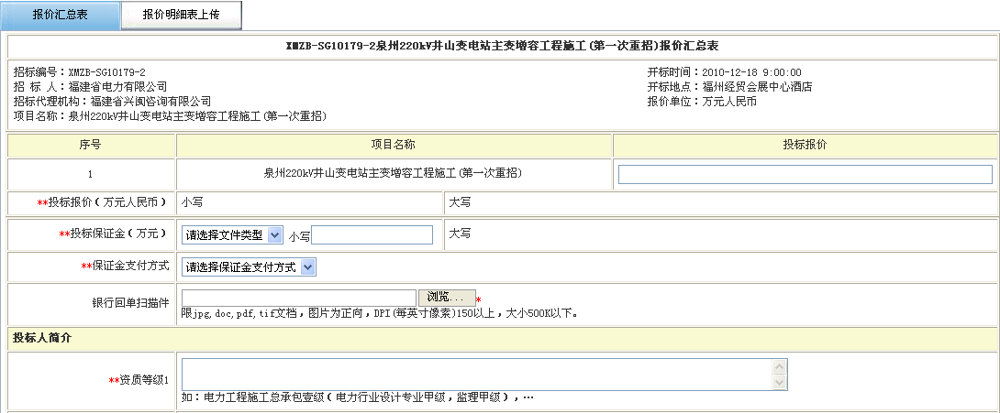 报价汇总表 报价明细表上传
XMZB-SG10179-2泉州220kV井山变电站主变增容工程施工(第一次重招)报价汇总表
招标编号：XMZB-SG10179-2 开标时间：2010-12-18 9:00:00
招 标 人：福建省电力有限公司 开标地点：福州经贸会展中心酒店
招标代理机构：福建省兴闽咨询有限公司 报价单位：万元人民币
项目名称：泉州220kV井山变电站主变增容工程施工(第一次重招)
序号 项目名称 投标报价
1 泉州220kV井山变电站主变增容工程施工(第一次重招)
**投标报价(万元人民币) 小写 大写
**投标保证金(万元) 请选择文件类型 小写 大写
**保证金支付方式 请选择保证金支付方式
银行回单扫描件 浏览... *
限jpg,doc,pdf,tif文档，图片为正向，DPI(每英寸像素)150以上，大小500K以下。
投标人简介
**资质等级1
如：电力工程施工总承包壹级(电力行业设计专业甲级，监理甲级)，…